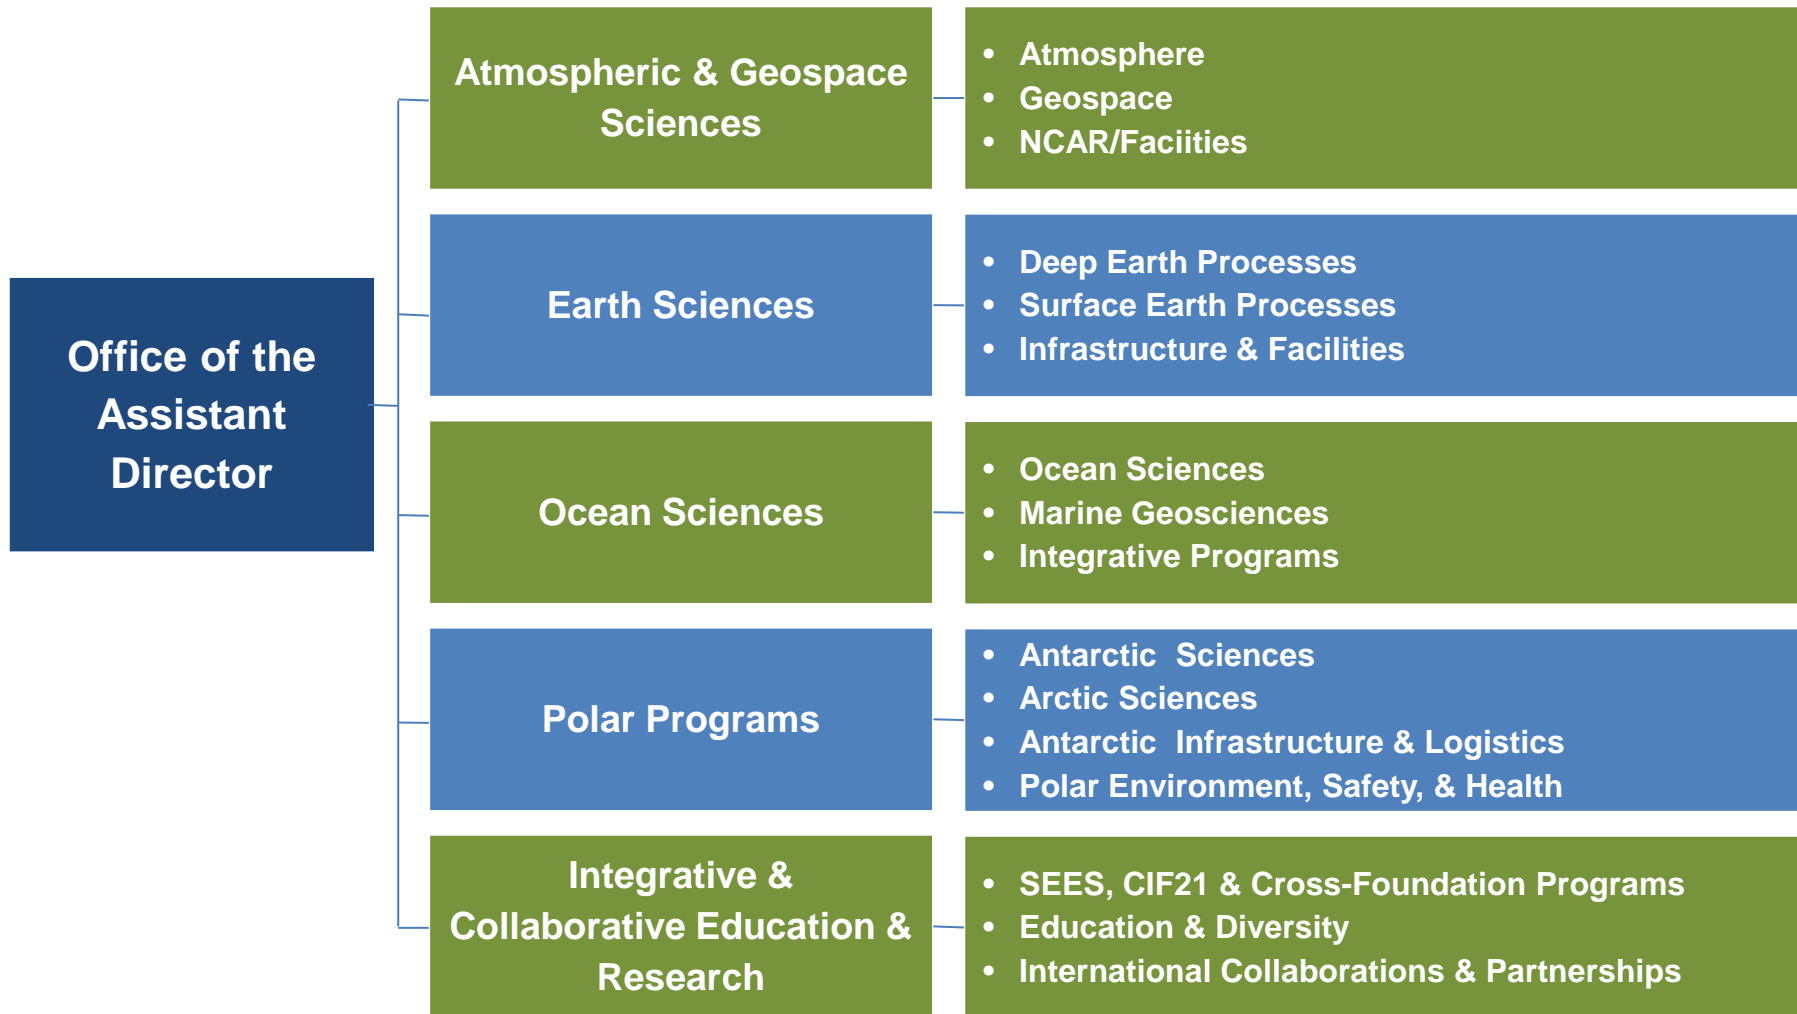 Office of the
Assistant
Director
Atmospheric & Geospace
Sciences
• Atmosphere
• Geospace
• NCAR/Faciities
Earth Sciences
• Deep Earth Processes
• Surface Earth Processes
• Infrastructure & Facilities
Ocean Sciences
• Ocean Sciences
• Marine Geosciences
• Integrative Programs
Polar Programs
• Antarctic  Sciences
• Arctic Sciences
• Antarctic  Infrastructure & Logistics
• Polar Environment, Safety, & Health
Integrative &
Collaborative Education &
Research
• SEES, CIF21 & Cross-Foundation Programs
• Education & Diversity
• International Collaborations & Partnerships